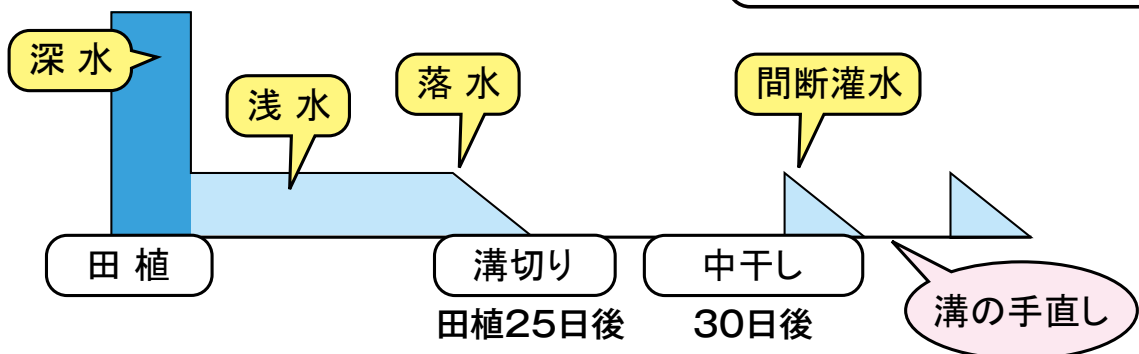 深 水
浅 水
落 水
間断灌水
田 植
溝切り
中干し
溝の手直し
田植25日後
30日後